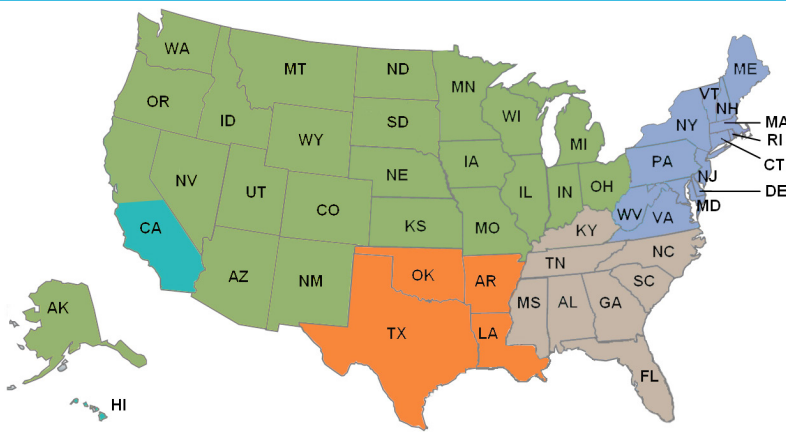 WA
MT
ND
MN
ME
VT
NH
OR
ID
SD
WI
NY
MA
RI
WY
MI
CT
NE
IA
PA
NJ
NV
UT
CO
IL
IN
OH
DE
MD
WV
VA
CA
KS
MO
KY
NC
TN
AZ
NM
OK
AR
SC
MS
AL
GA
AK
TX
LA
FL
HI